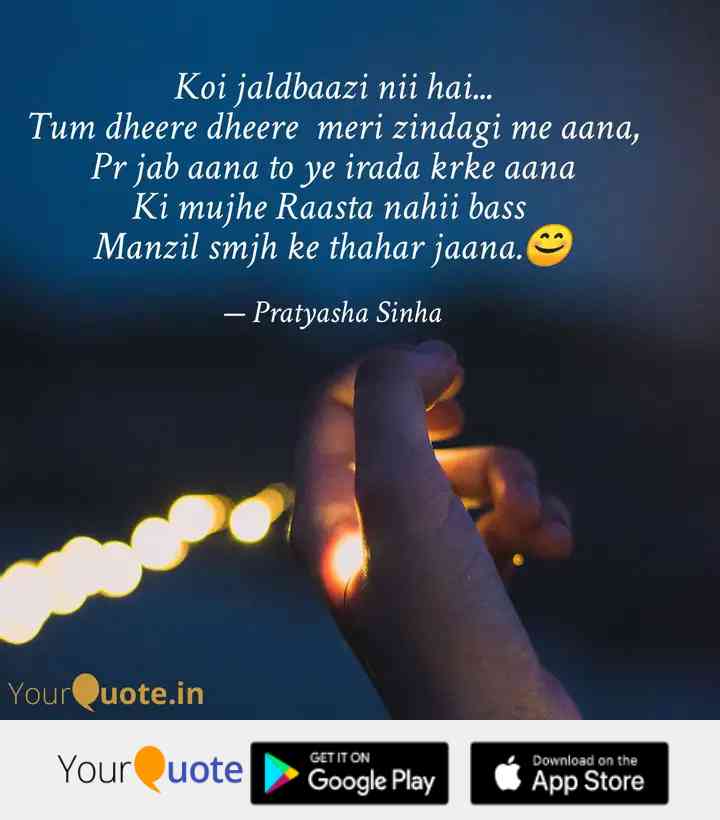 Koi jaldbaazi nii hai...
Tum dheere dheere meri zindagi me aana,
Pr jab aana to ye irada krke aana
Ki mujhe Raasta nahii bass
Manzil smjh ke thahar jaana.😊
— Pratyasha Sinha
YourQuote.in
YourQuote
GET IT ON
Google Play
Download on the
App Store